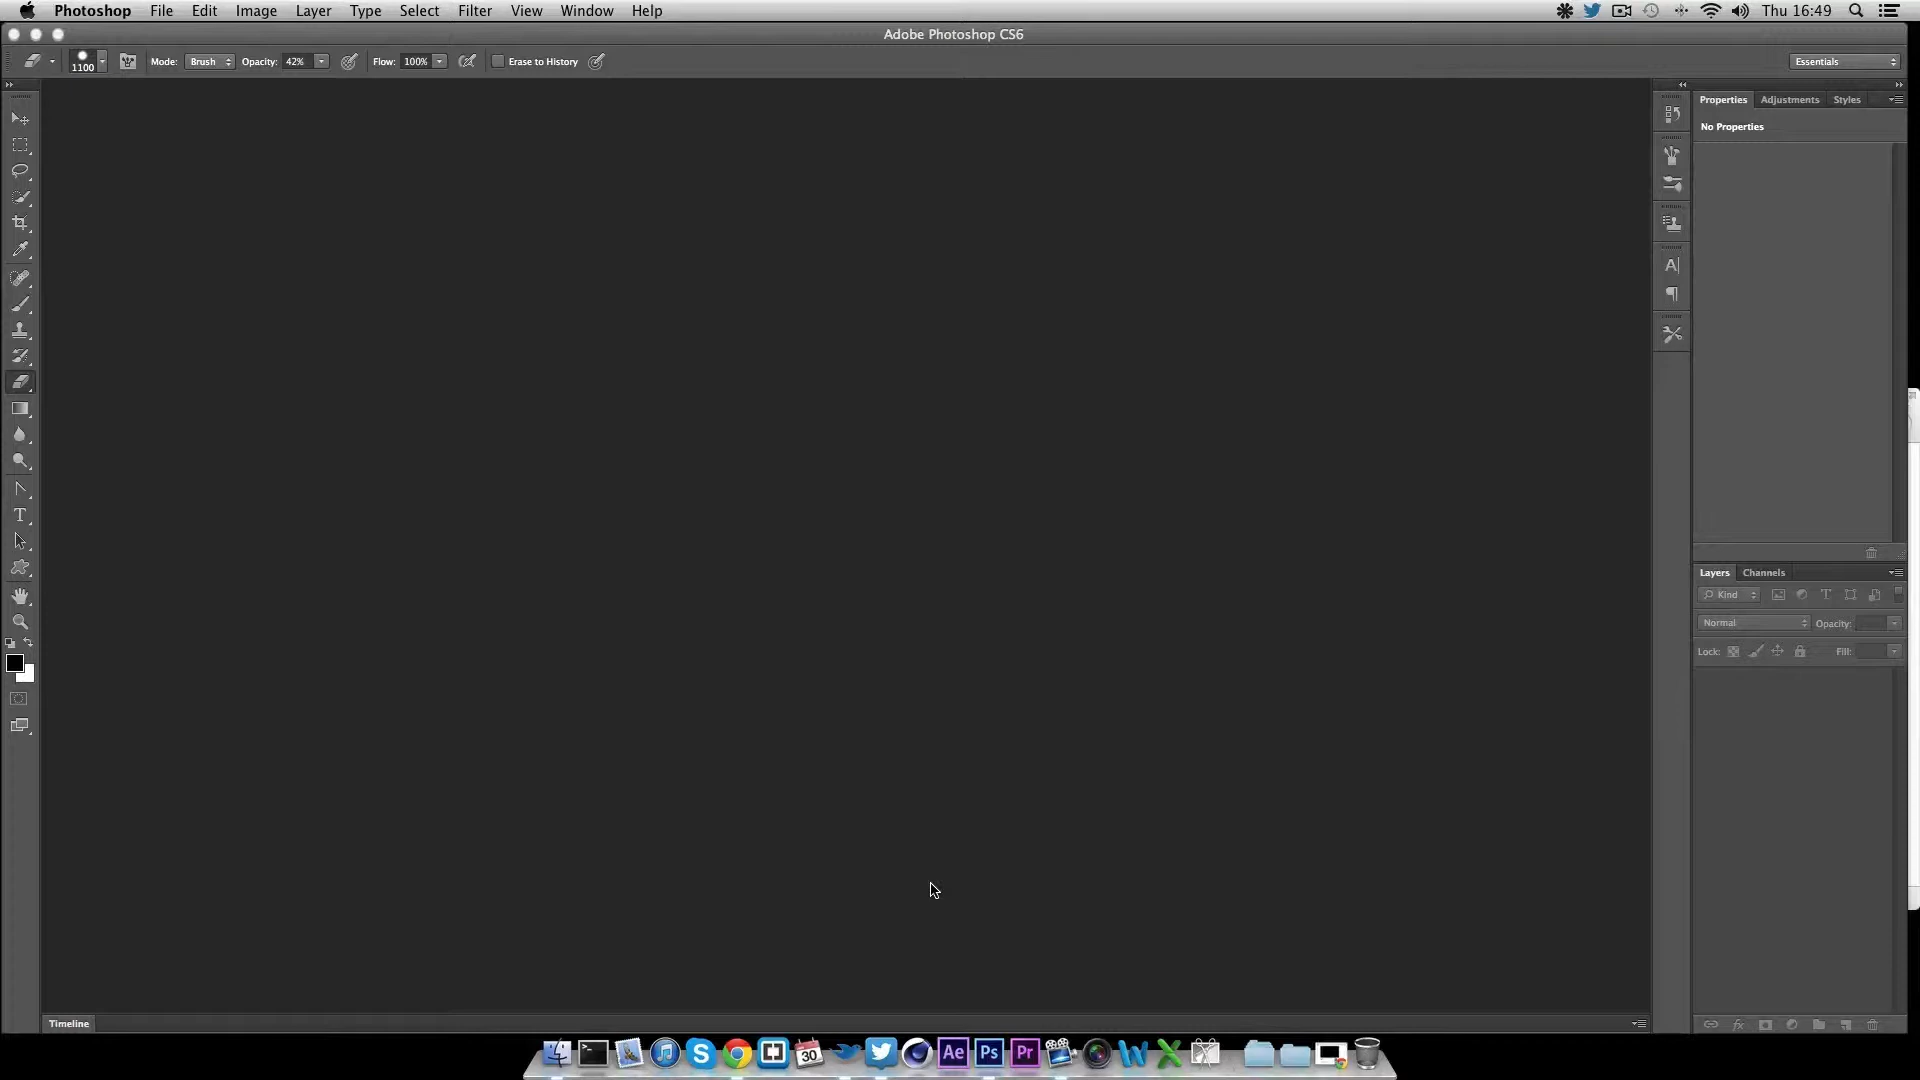 Photoshop File Edit Image Layer Type Select Filter View Window Help Thu 16:49
Adobe Photoshop CS6
1100 Mode: Brush Opacity: 42% Flow: 100% Erase to History Essentials
Properties Adjustments Styles
No Properties
A
T
Layers Channels
Kind T
Normal Opacity:
Lock: Fill:
fx
Timeline
30 Ae Ps Pr W X